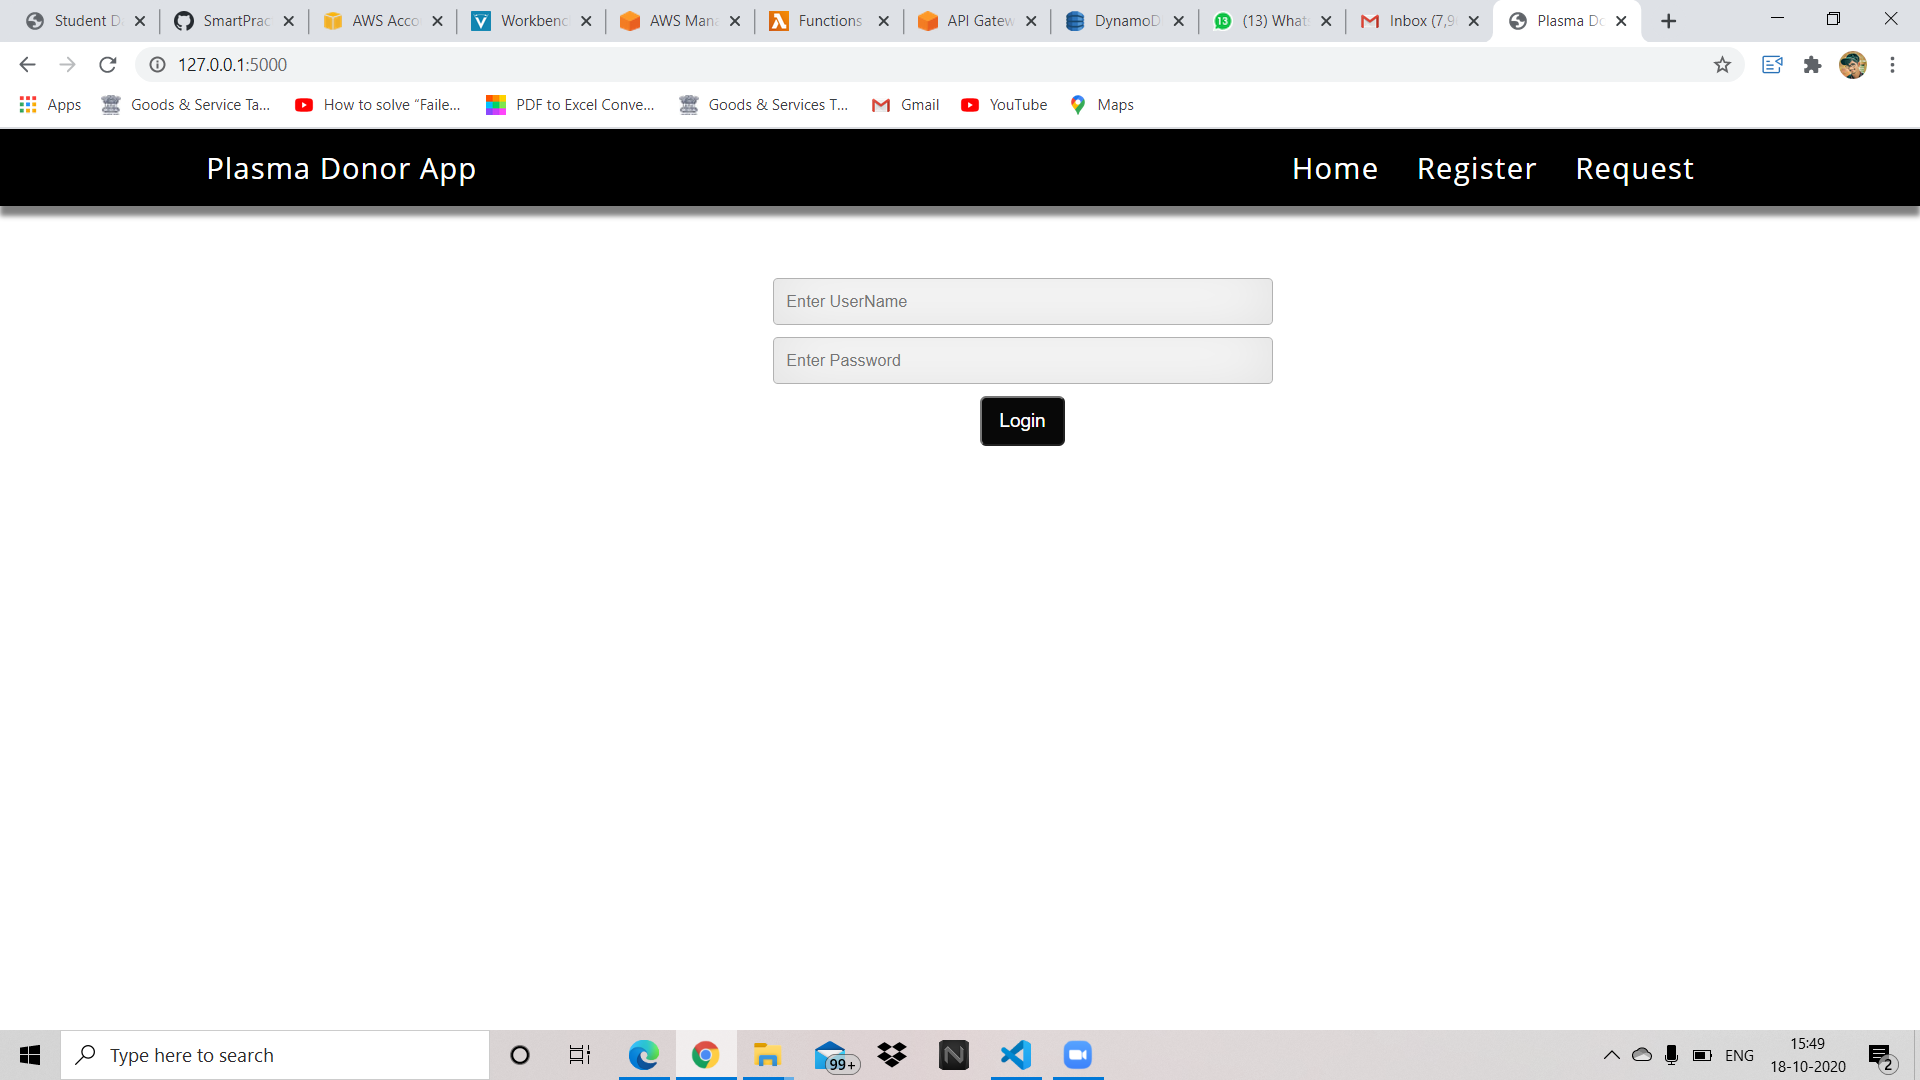 Student D
SmartPrac
AWS Acco
Workbenc
AWS Mana
Functions
API Gatew
DynamoD
13
(13) What
Inbox (7,9
Plasma Do
127.0.0.1:5000
Apps
Goods & Service Ta...
How to solve “Faile...
PDF to Excel Conve...
Goods & Services T...
Gmail
YouTube
Maps
Plasma Donor App
Home
Register
Request
Enter UserName
Enter Password
Login
Type here to search
99+
ENG
15:49
18-10-2020
2